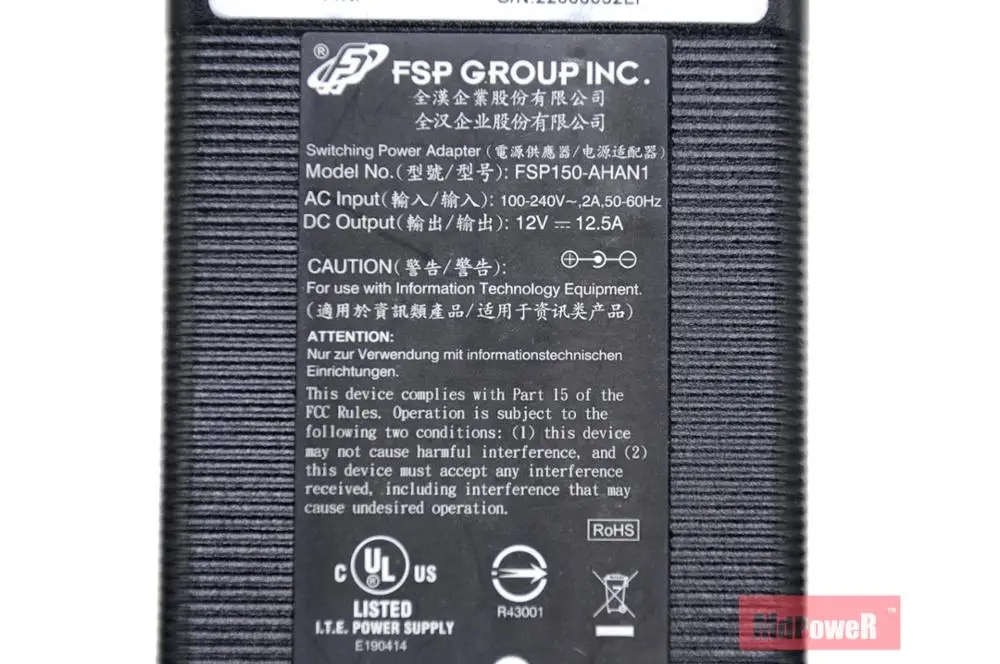 ® FSP GROUP INC.
全漢企業股份有限公司
全汉企业股份有限公司
Switching Power Adapter (電源供應器/电源适配器)
Model No.(型號/型号): FSP150-AHAN1
AC Input(輸入/输入): 100-240V~,2A,50-60Hz
DC Output(輸出/输出): 12V ⎓ 12.5A
CAUTION(警告/警告):
For use with Information Technology Equipment.
(適用於資訊類產品/适用于资讯类产品)
ATTENTION:
Nur zur Verwendung mit informationstechnischen
Einrichtungen.
This device complies with Part 15 of the
FCC Rules. Operation is subject to the
following two conditions: (1) this device
may not cause harmful interference, and (2)
this device must accept any interference
received, including interference that may
cause undesired operation.
RoHS
C UL ® US
LISTED
I.T.E. POWER SUPPLY
E190414
R43001
MdPoweR ™